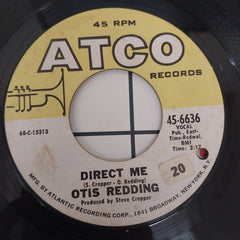 45 RPM
ATCO
RECORDS
68-C-15313
45-6636
VOCAL
Pub., East-
Time-Redwal,
BMI
Time: 2:17
DIRECT ME
(S. Cropper - O. Redding)
OTIS REDDING
Produced by Steve Cropper
20
MFG. BY ATLANTIC RECORDING CORP., 1841 BROADWAY, NEW YORK, N.Y.